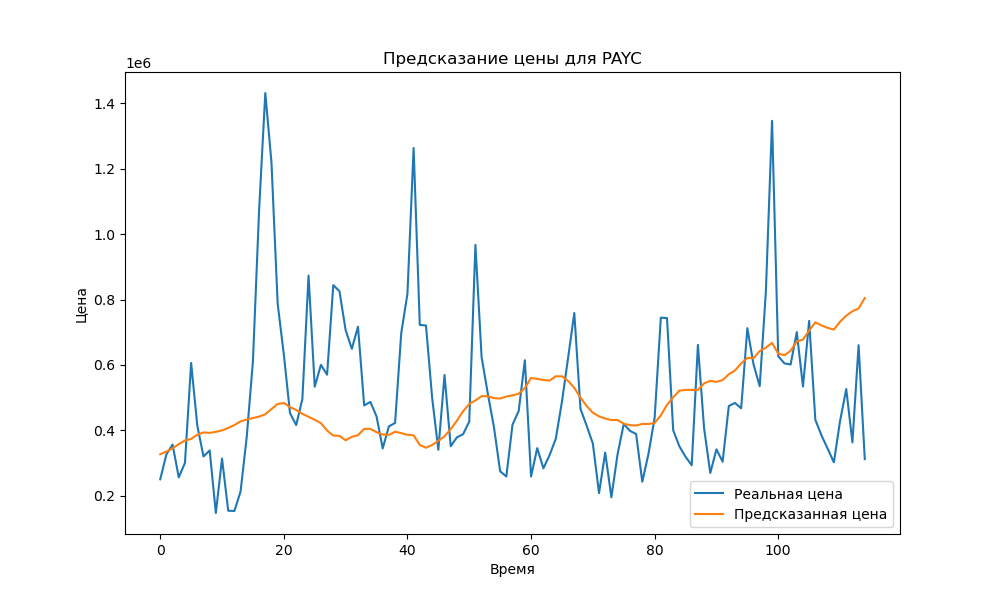 Предсказание цены для PAYC
1e6
1.4
1.2
1.0
0.8
0.6
0.4
0.2
Цена
0 20 40 60 80 100
Время
Реальная цена
Предсказанная цена